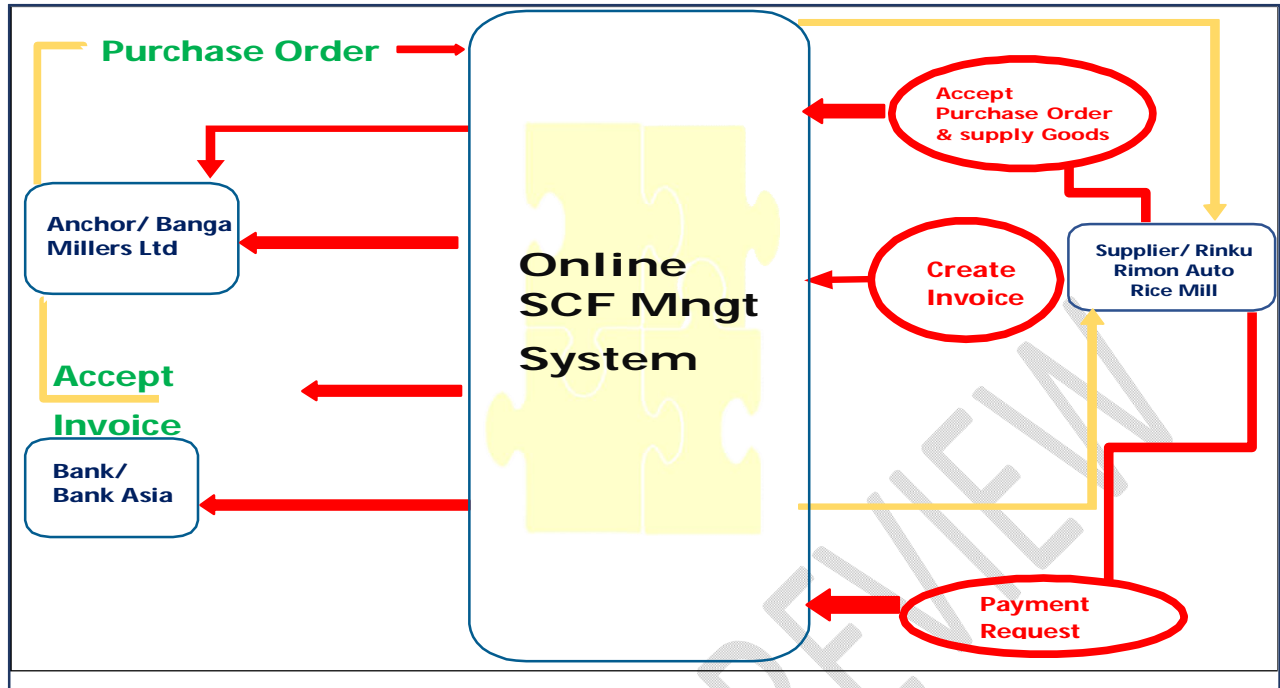 Purchase Order
Accept
Purchase Order
& supply Goods
Anchor/ Banga
Millers Ltd
Online
SCF Mngt
System
Create
Invoice
Supplier/ Rinku
Rimon Auto
Rice Mill
Accept
Invoice
Bank/
Bank Asia
Payment
Request
REVIEW